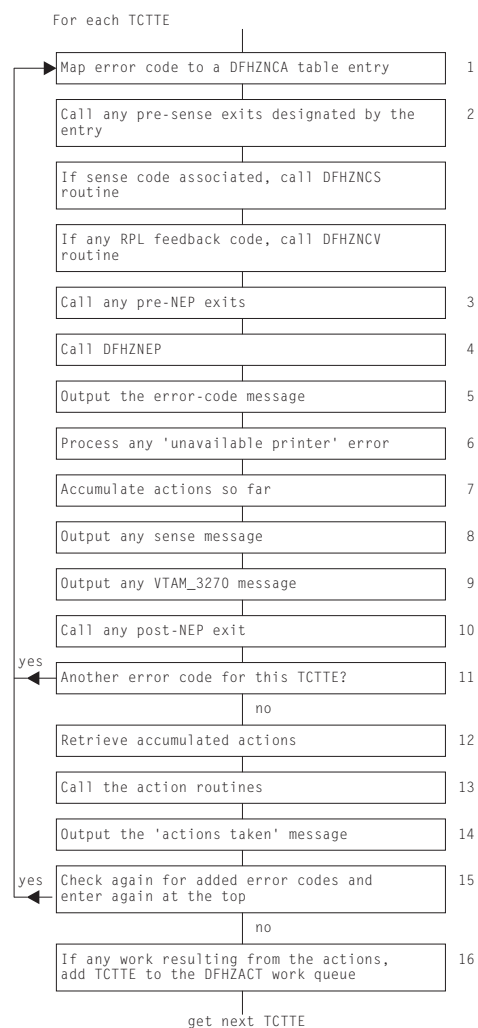 For each TCTTE
Map error code to a DFHZNCA table entry 1
Call any pre-sense exits designated by the 2
entry
If sense code associated, call DFHZNCS
routine
If any RPL feedback code, call DFHZNCV
routine
Call any pre-NEP exits 3
Call DFHZNEP 4
Output the error-code message 5
Process any 'unavailable printer' error 6
Accumulate actions so far 7
Output any sense message 8
Output any VTAM_3270 message 9
Call any post-NEP exit 10
yes
Another error code for this TCTTE? 11
no
Retrieve accumulated actions 12
Call the action routines 13
Output the 'actions taken' message 14
yes Check again for added error codes and 15
enter again at the top
no
If any work resulting from the actions, 16
add TCTTE to the DFHZACT work queue
get next TCTTE